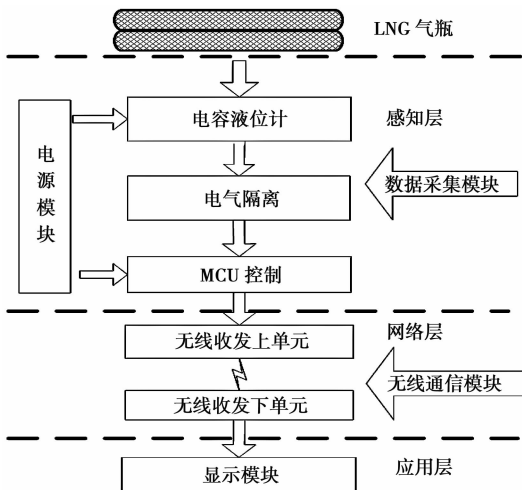 LNG 气瓶
电容液位计
感知层
电源模块
数据采集模块
电气隔离
MCU 控制
网络层
无线收发上单元
无线通信模块
无线收发下单元
应用层
显示模块